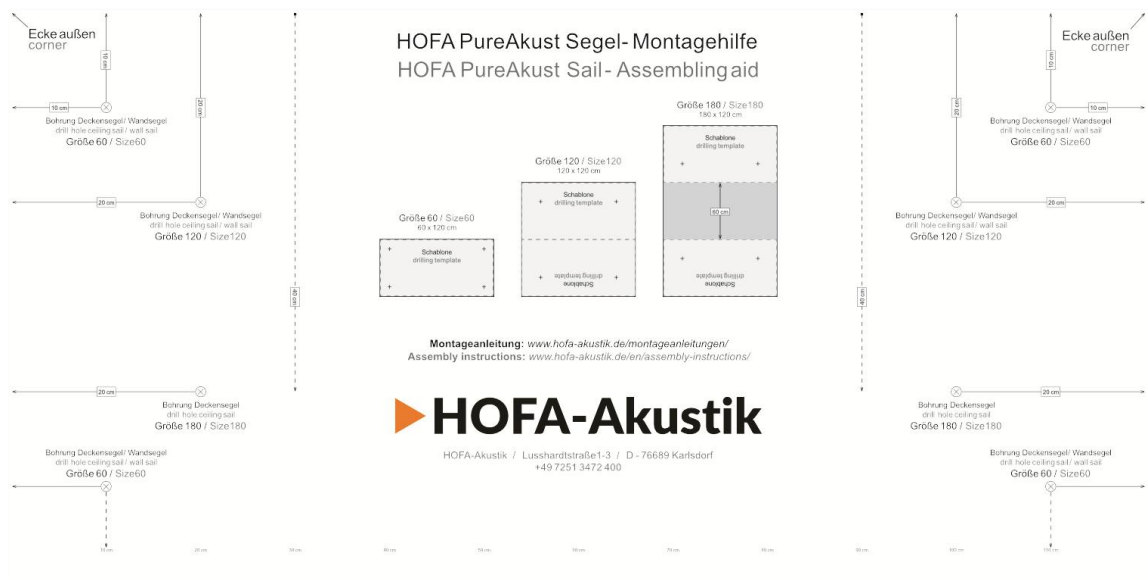 Ecke außen
corner
10 cm
10 cm
Bohrung Deckensegel/ Wandsegel
drill hole ceiling sail / wall sail
Größe 60 / Size60
20 cm
20 cm
Bohrung Deckensegel/ Wandsegel
drill hole ceiling sail / wall sail
Größe 120 / Size120
40 cm
20 cm
Bohrung Deckensegel
drill hole ceiling sail
Größe 180 / Size180
Bohrung Deckensegel/ Wandsegel
drill hole ceiling sail / wall sail
Größe 60 / Size60
HOFA PureAkust Segel- Montagehilfe
HOFA PureAkust Sail- Assembling aid
Größe 60 / Size60
60 x 120 cm
Schablone
drilling template
Größe 120 / Size120
120 x 120 cm
Schablone
drilling template
drilling template
Schablone
Größe 180 / Size180
180 x 120 cm
Schablone
drilling template
60 cm
drilling template
Schablone
Montageanleitung: www.hofa-akustik.de/montageanleitungen/
Assembly instructions: www.hofa-akustik.de/en/assembly-instructions/
HOFA-Akustik
HOFA-Akustik / Lusshardtstraße1-3 / D - 76689 Karlsdorf
+49 7251 3472 400
Ecke außen
corner
10 cm
10 cm
Bohrung Deckensegel/ Wandsegel
drill hole ceiling sail / wall sail
Größe 60 / Size60
20 cm
20 cm
Bohrung Deckensegel/ Wandsegel
drill hole ceiling sail / wall sail
Größe 120 / Size120
40 cm
20 cm
Bohrung Deckensegel
drill hole ceiling sail
Größe 180 / Size180
Bohrung Deckensegel/ Wandsegel
drill hole ceiling sail / wall sail
Größe 60 / Size60